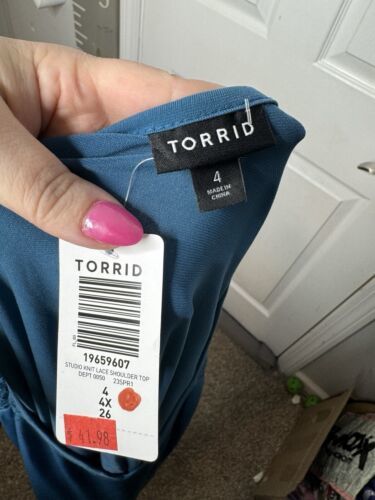 TORRID
4
MADE IN
CHINA
TORRID
19659607
STUDIO KNIT LACE SHOULDER TOP
DEPT 0050 23SPR1
4
4X
26
$ 41.98